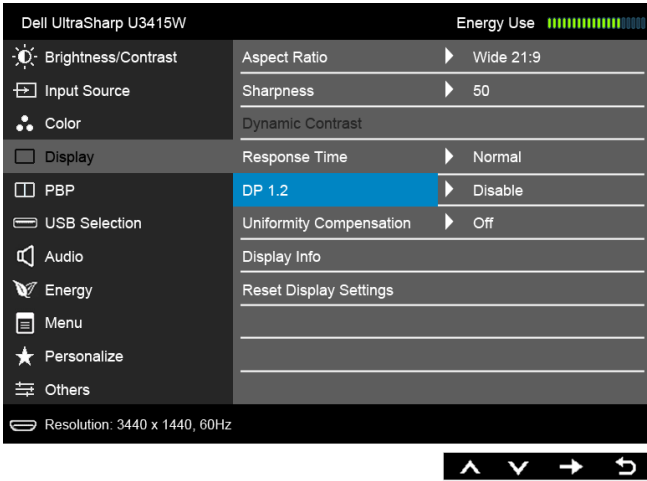 Dell UltraSharp U3415W Energy Use
Brightness/Contrast Aspect Ratio Wide 21:9
Input Source Sharpness 50
Color Dynamic Contrast
Display Response Time Normal
PBP DP 1.2 Disable
USB Selection Uniformity Compensation Off
Audio Display Info
Energy Reset Display Settings
Menu
Personalize
Others
Resolution: 3440 x 1440, 60Hz